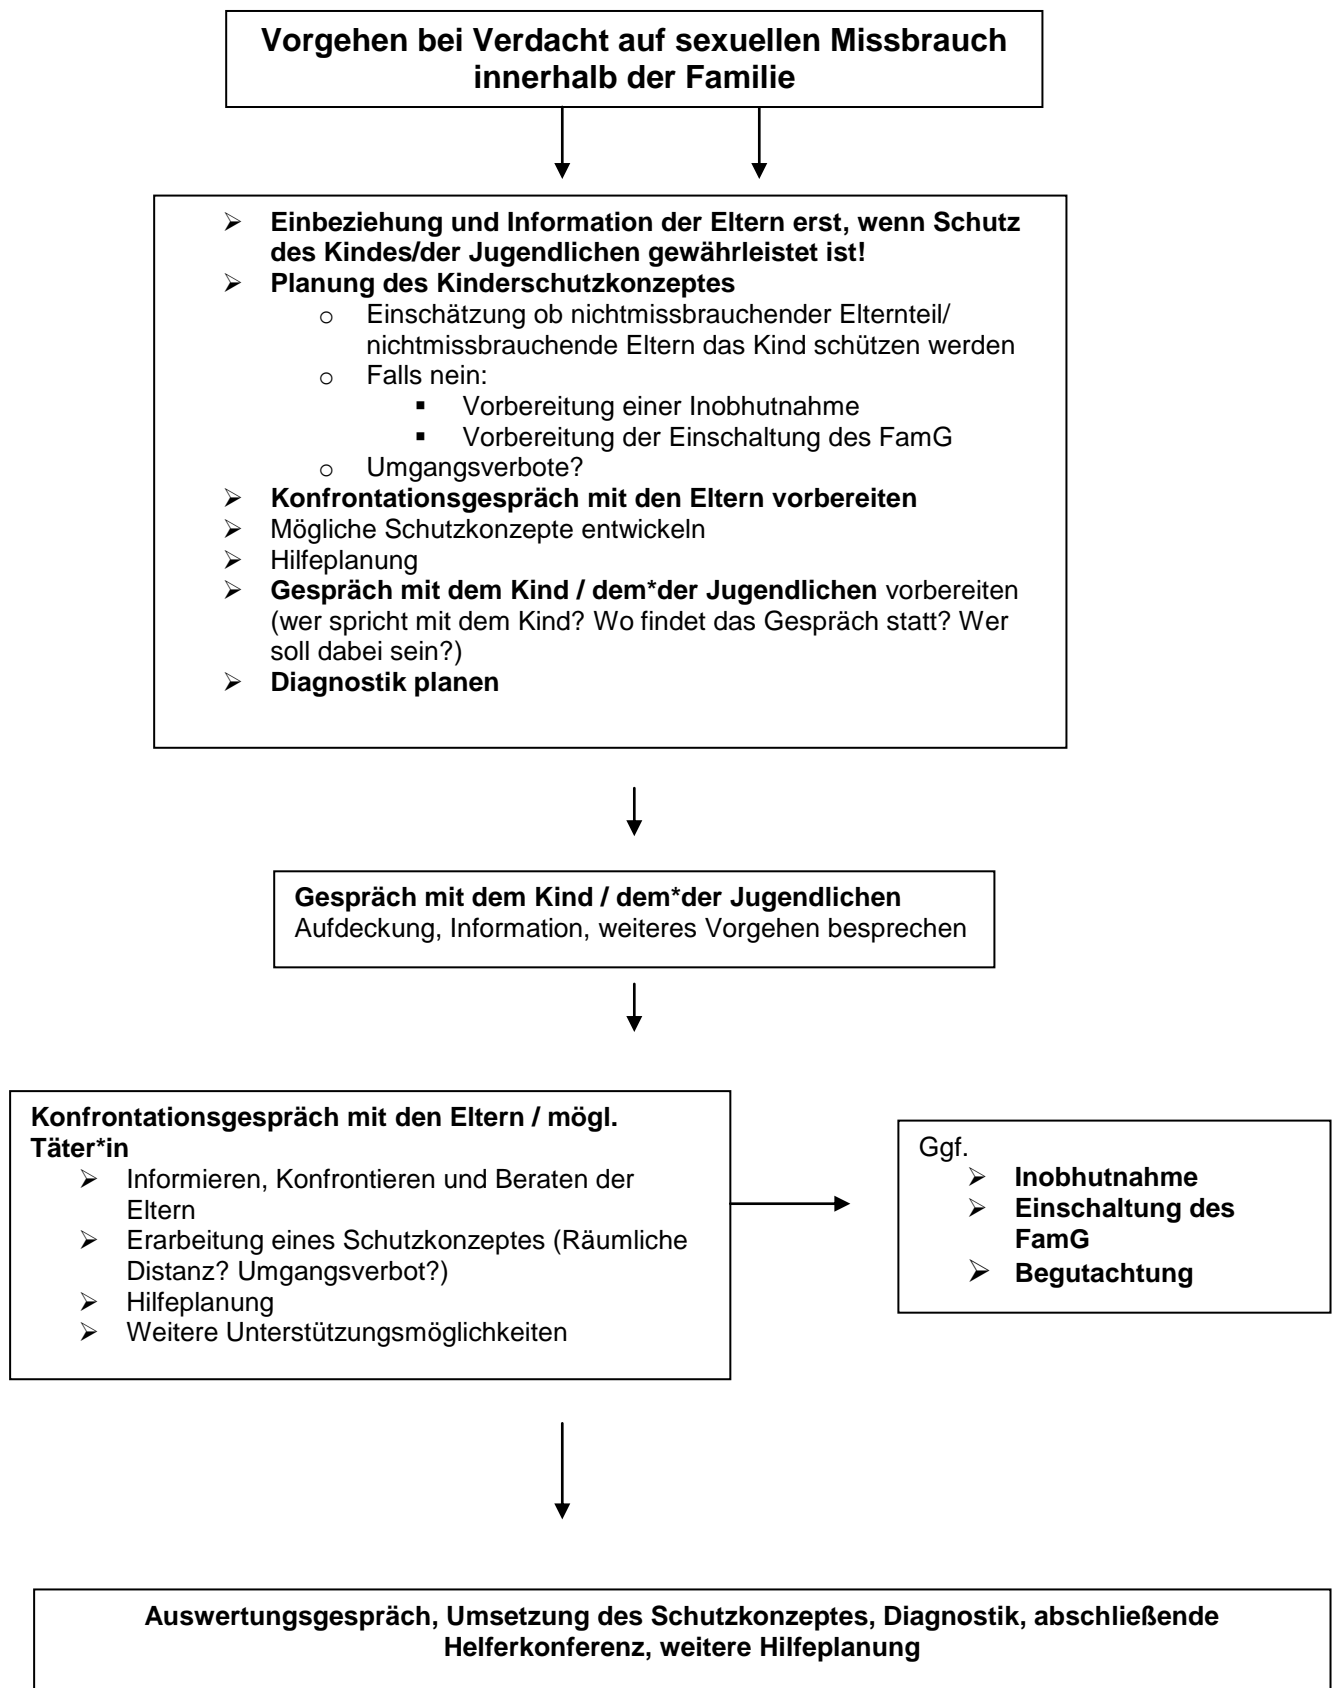 Vorgehen bei Verdacht auf sexuellen Missbrauch
innerhalb der Familie
➢ Einbeziehung und Information der Eltern erst, wenn Schutz
des Kindes/der Jugendlichen gewährleistet ist!
➢ Planung des Kinderschutzkonzeptes
o Einschätzung ob nichtmissbrauchender Elternteil/
nichtmissbrauchende Eltern das Kind schützen werden
o Falls nein:
▪ Vorbereitung einer Inobhutnahme
▪ Vorbereitung der Einschaltung des FamG
o Umgangsverbote?
➢ Konfrontationsgespräch mit den Eltern vorbereiten
➢ Mögliche Schutzkonzepte entwickeln
➢ Hilfeplanung
➢ Gespräch mit dem Kind / dem*der Jugendlichen vorbereiten
(wer spricht mit dem Kind? Wo findet das Gespräch statt? Wer
soll dabei sein?)
➢ Diagnostik planen
Gespräch mit dem Kind / dem*der Jugendlichen
Aufdeckung, Information, weiteres Vorgehen besprechen
Konfrontationsgespräch mit den Eltern / mögl.
Täter*in
➢ Informieren, Konfrontieren und Beraten der
Eltern
➢ Erarbeitung eines Schutzkonzeptes (Räumliche
Distanz? Umgangsverbot?)
➢ Hilfeplanung
➢ Weitere Unterstützungsmöglichkeiten
Ggf.
➢ Inobhutnahme
➢ Einschaltung des
FamG
➢ Begutachtung
Auswertungsgespräch, Umsetzung des Schutzkonzeptes, Diagnostik, abschließende
Helferkonferenz, weitere Hilfeplanung